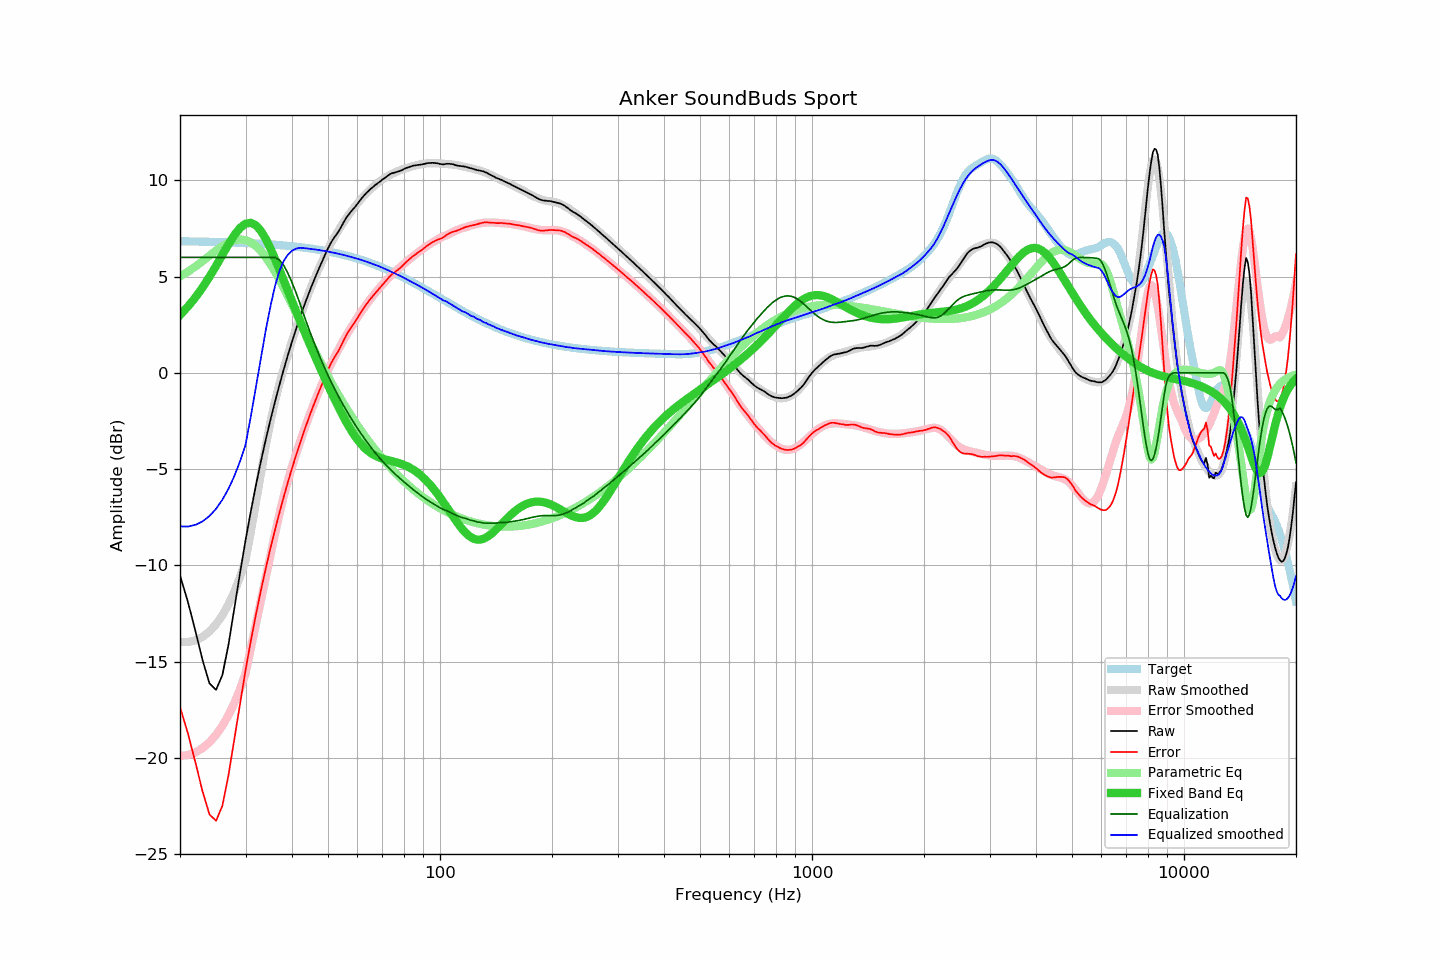 Anker SoundBuds Sport
Amplitude (dBr)
10
5
0
−5
−10
−15
−20
−25
100
1000
10000
Frequency (Hz)
Target
Raw Smoothed
Error Smoothed
Raw
Error
Parametric Eq
Fixed Band Eq
Equalization
Equalized smoothed